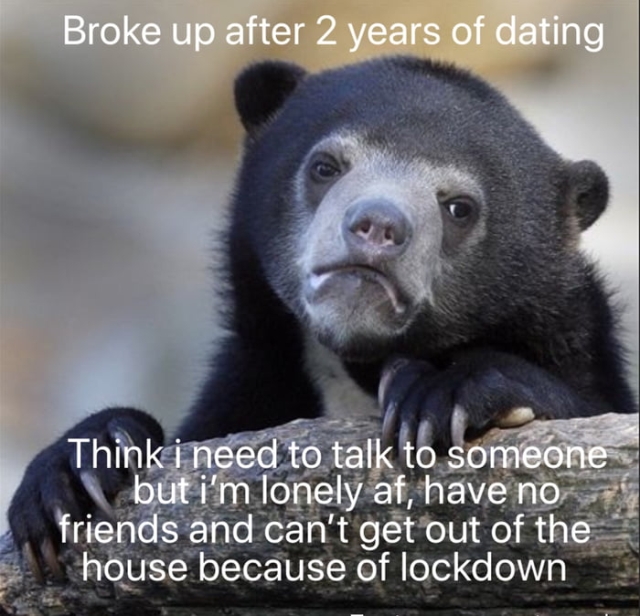 Broke up after 2 years of dating
Think i need to talk to someone
but i'm lonely af, have no
friends and can't get out of the
house because of lockdown